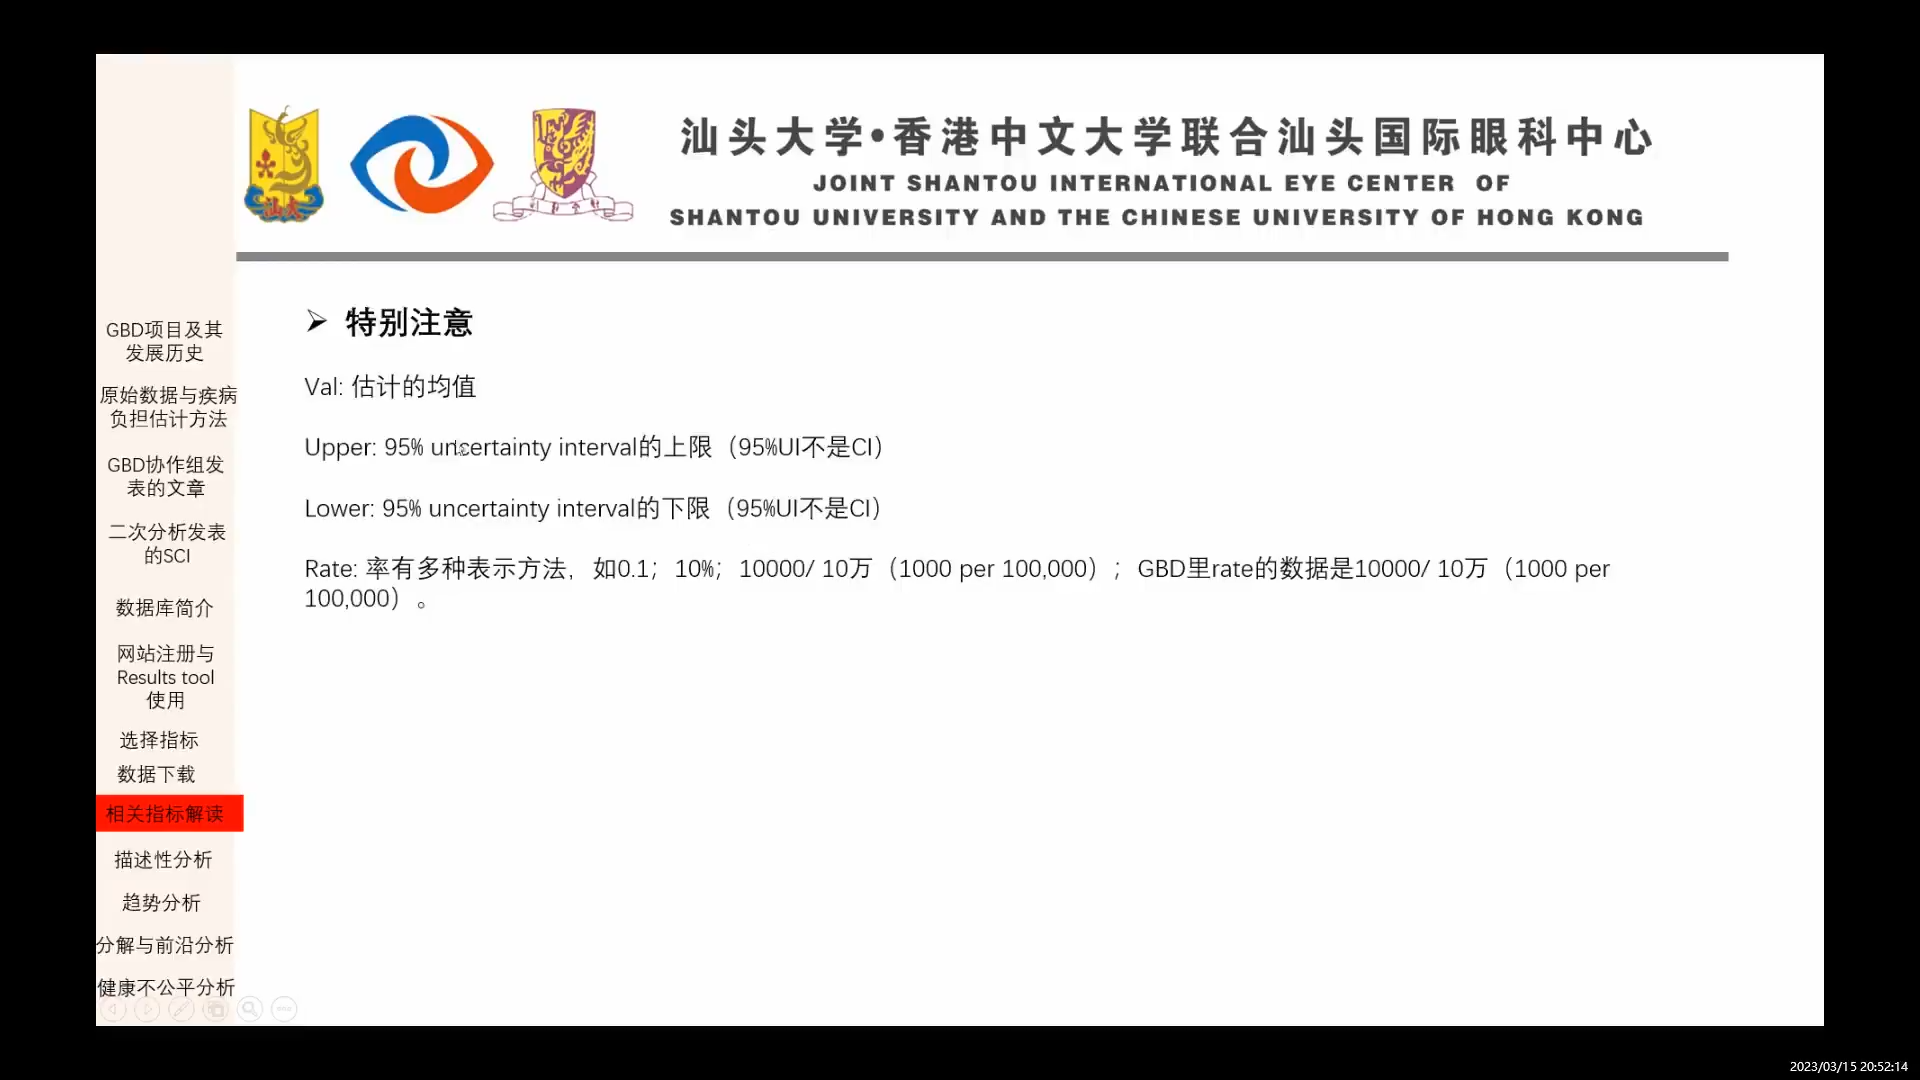 汕头大学•香港中文大学联合汕头国际眼科中心
JOINT SHANTOU INTERNATIONAL EYE CENTER OF
SHANTOU UNIVERSITY AND THE CHINESE UNIVERSITY OF HONG KONG
GBD项目及其
发展历史
原始数据与疾病
负担估计方法
GBD协作组发
表的文章
二次分析发表
的SCI
数据库简介
网站注册与
Results tool
使用
选择指标
数据下载
相关指标解读
描述性分析
趋势分析
分解与前沿分析
健康不公平分析
➢ 特别注意
Val: 估计的均值
Upper: 95% uncertainty interval的上限（95%UI不是CI）
Lower: 95% uncertainty interval的下限（95%UI不是CI）
Rate: 率有多种表示方法，如0.1；10%；10000/ 10万（1000 per 100,000）；GBD里rate的数据是10000/ 10万（1000 per
100,000）。
2023/03/15 20:52:14